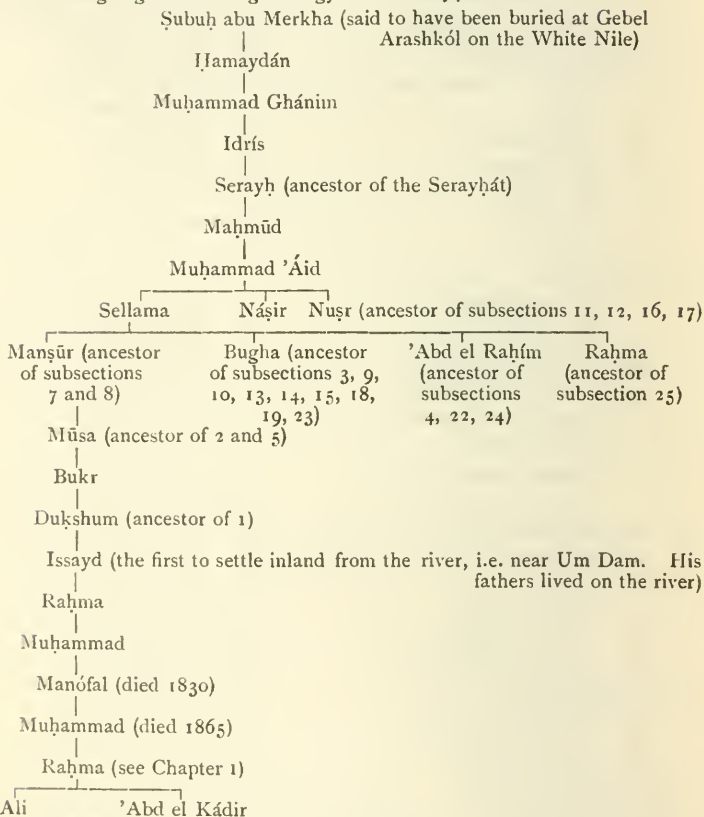 Ṣubuḥ abu Merkha (said to have been buried at Gebel
Arashkól on the White Nile)
Ḥamaydán
Muḥammad Ghánim
Idrís
Serayḥ (ancestor of the Serayḥát)
Maḥmūd
Muḥammad 'Áid
Sellama Náṣir Nuṣr (ancestor of subsections 11, 12, 16, 17)
Manṣūr (ancestor Bugha (ancestor 'Abd el Raḥím Raḥma
of subsections of subsections 3, 9, (ancestor of (ancestor of
7 and 8) 10, 13, 14, 15, 18, subsections subsection 25)
19, 23) 4, 22, 24)
Mūsa (ancestor of 2 and 5)
Bukr
Duḳshum (ancestor of 1)
Issayd (the first to settle inland from the river, i.e. near Um Dam. His
fathers lived on the river)
Raḥma
Muḥammad
Manófal (died 1830)
Muḥammad (died 1865)
Raḥma (see Chapter 1)
Ali 'Abd el Ḳádir